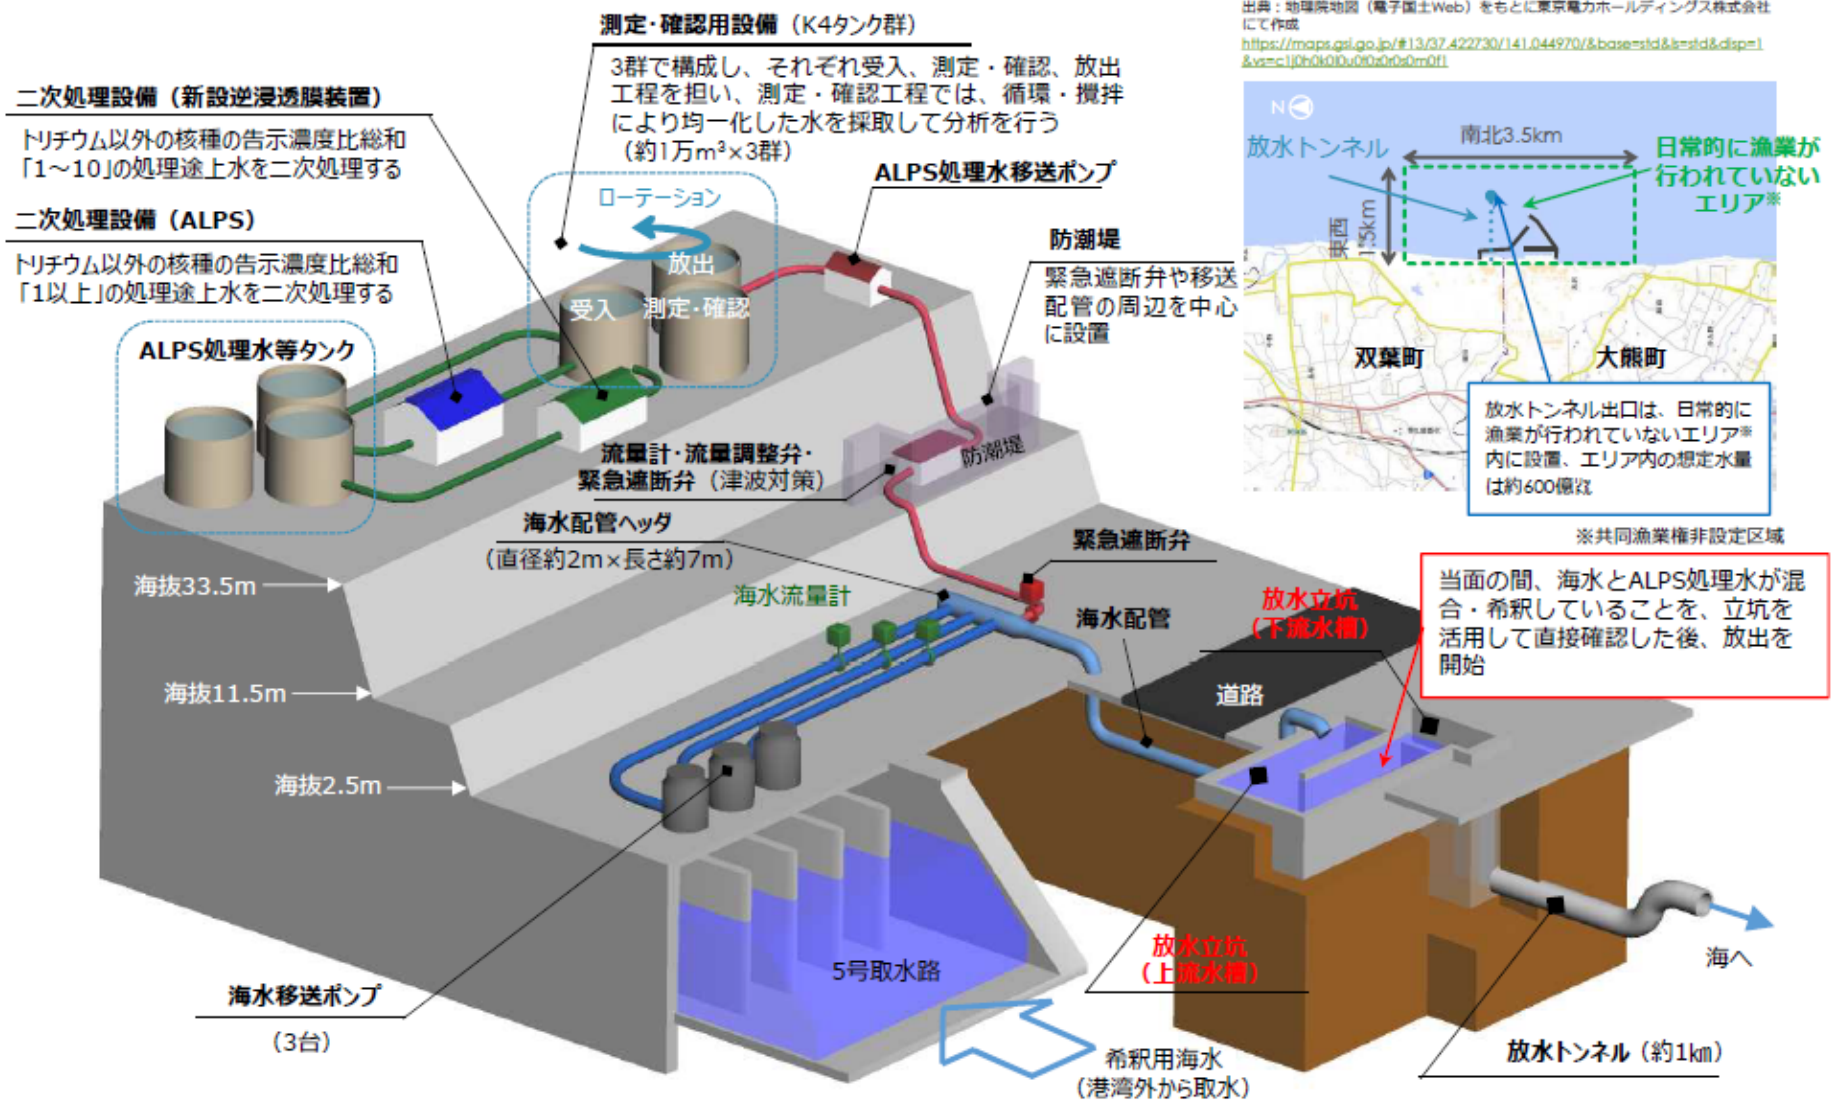 測定・確認用設備（K4タンク群）
3群で構成し、それぞれ受入、測定・確認、放出
工程を担い、測定・確認工程では、循環・攪拌
により均一化した水を採取して分析を行う
（約1万m³×3群）
二次処理設備（新設逆浸透膜装置）
トリチウム以外の核種の告示濃度比総和
「1～10」の処理途上水を二次処理する
二次処理設備（ALPS）
トリチウム以外の核種の告示濃度比総和
「1以上」の処理途上水を二次処理する
ALPS処理水等タンク
ローテーション
放出
受入
測定・確認
ALPS処理水移送ポンプ
防潮堤
緊急遮断弁や移送
配管の周辺を中心
に設置
防潮堤
流量計・流量調整弁・
緊急遮断弁（津波対策）
海水配管ヘッダ
（直径約2m×長さ約7m）
海水流量計
緊急遮断弁
海水配管
放水立坑
（下流水槽）
道路
海抜33.5m
海抜11.5m
海抜2.5m
海水移送ポンプ
（3台）
5号取水路
希釈用海水
（港湾外から取水）
放水立坑
（上流水槽）
海へ
放水トンネル（約1㎞）
出典：地理院地図（電子国土Web）をもとに東京電力ホールディングス株式会社
にて作成
https://maps.gsi.go.jp/#13/37.422730/141.044970/&base=std&ls=std&disp=1
&vs=c1j0h0k0l0u0t0z0r0s0m0f1
N
南北3.5km
放水トンネル
日常的に漁業が
行われていない
エリア※
東西
1.5km
双葉町
大熊町
放水トンネル出口は、日常的に
漁業が行われていないエリア※
内に設置、エリア内の想定水量
は約600億㍑
※共同漁業権非設定区域
当面の間、海水とALPS処理水が混
合・希釈していることを、立坑を
活用して直接確認した後、放出を
開始